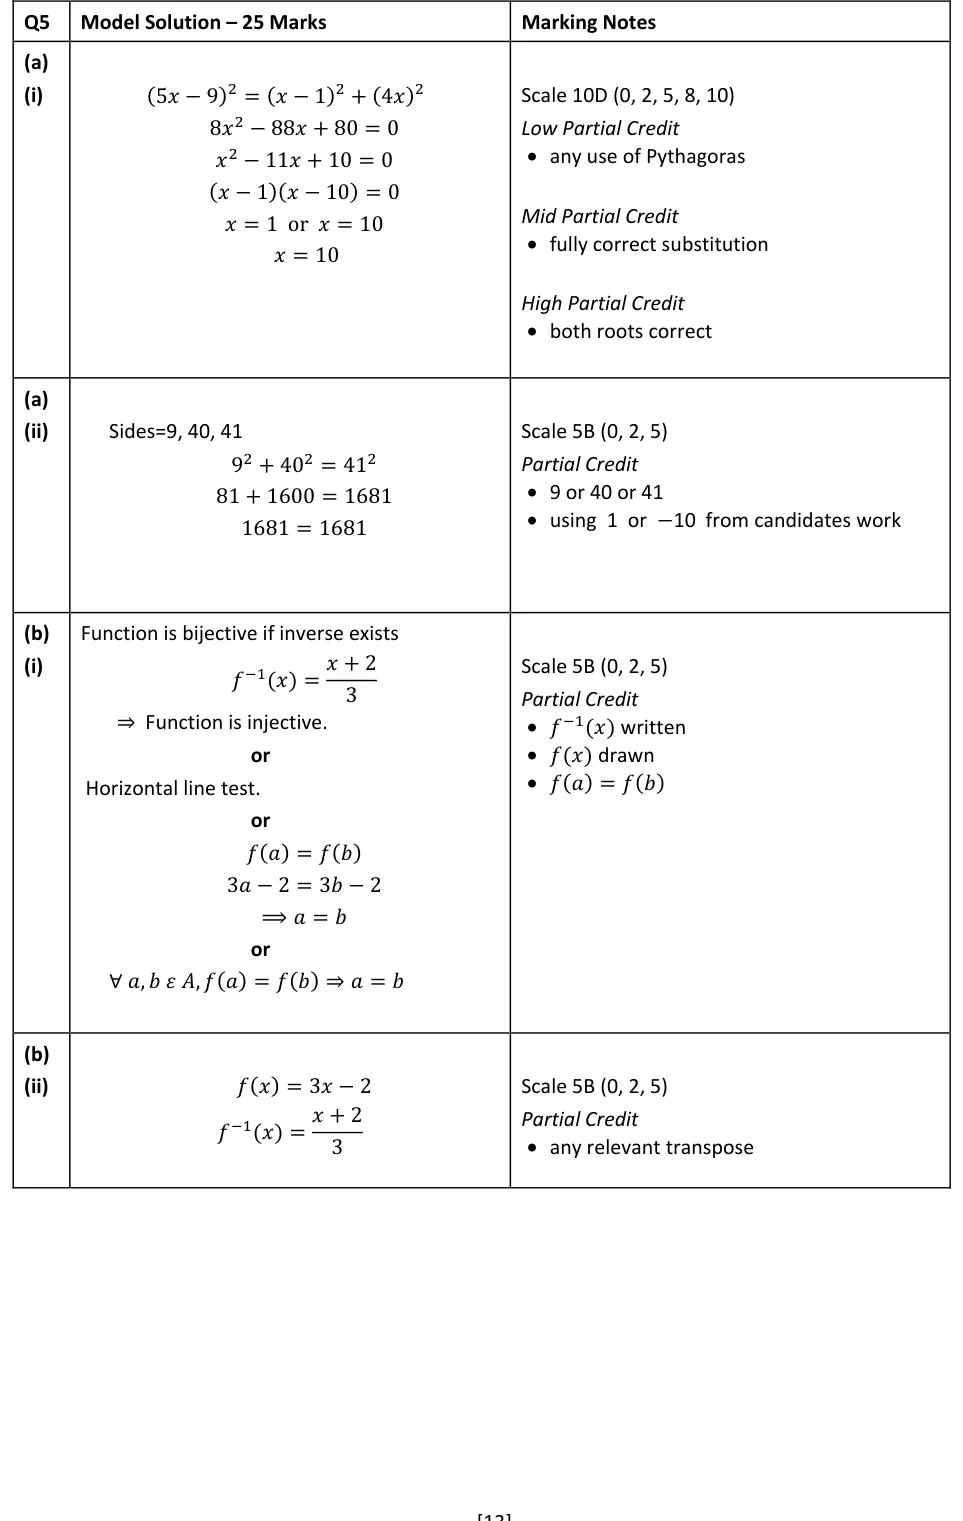 Q5 Model Solution – 25 Marks Marking Notes
(a)
(i)
(5x − 9)² = (x − 1)² + (4x)²
8x² − 88x + 80 = 0
x² − 11x + 10 = 0
(x − 1)(x − 10) = 0
x = 1 or x = 10
x = 10
Scale 10D (0, 2, 5, 8, 10)
Low Partial Credit
• any use of Pythagoras
Mid Partial Credit
• fully correct substitution
High Partial Credit
• both roots correct
(a)
(ii)
Sides=9, 40, 41
9² + 40² = 41²
81 + 1600 = 1681
1681 = 1681
Scale 5B (0, 2, 5)
Partial Credit
• 9 or 40 or 41
• using 1 or −10 from candidates work
(b)
(i)
Function is bijective if inverse exists
f⁻¹(x) = (x + 2)/3
⇒ Function is injective.
or
Horizontal line test.
or
f(a) = f(b)
3a − 2 = 3b − 2
⟹ a = b
or
∀ a, b ε A, f(a) = f(b) ⇒ a = b
Scale 5B (0, 2, 5)
Partial Credit
• f⁻¹(x) written
• f(x) drawn
• f(a) = f(b)
(b)
(ii)
f(x) = 3x − 2
f⁻¹(x) = (x + 2)/3
Scale 5B (0, 2, 5)
Partial Credit
• any relevant transpose